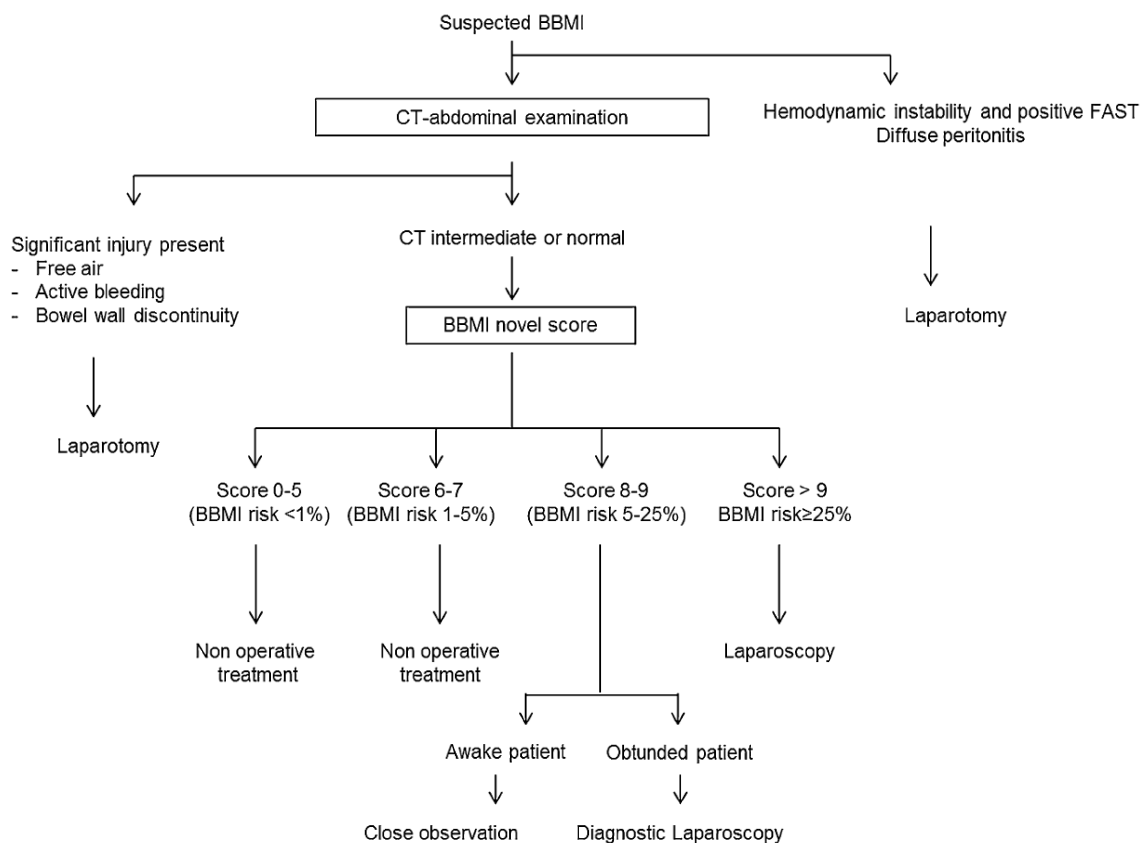 Suspected BBMI
CT-abdominal examination
Hemodynamic instability and positive FAST
Diffuse peritonitis
Significant injury present
- Free air
- Active bleeding
- Bowel wall discontinuity
CT intermediate or normal
BBMI novel score
Laparotomy
Laparotomy
Score 0-5
(BBMI risk <1%)
Score 6-7
(BBMI risk 1-5%)
Score 8-9
(BBMI risk 5-25%)
Score > 9
BBMI risk≥25%
Non operative
treatment
Non operative
treatment
Laparoscopy
Awake patient
Obtunded patient
Close observation
Diagnostic Laparoscopy